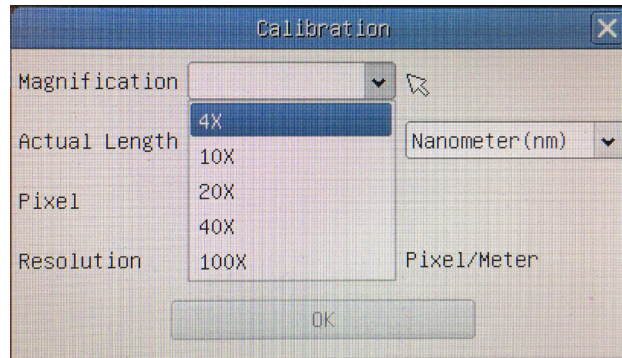 Calibration
Magnification
4X
Actual Length
Nanometer(nm)
10X
20X
Pixel
40X
Resolution
100X
Pixel/Meter
OK